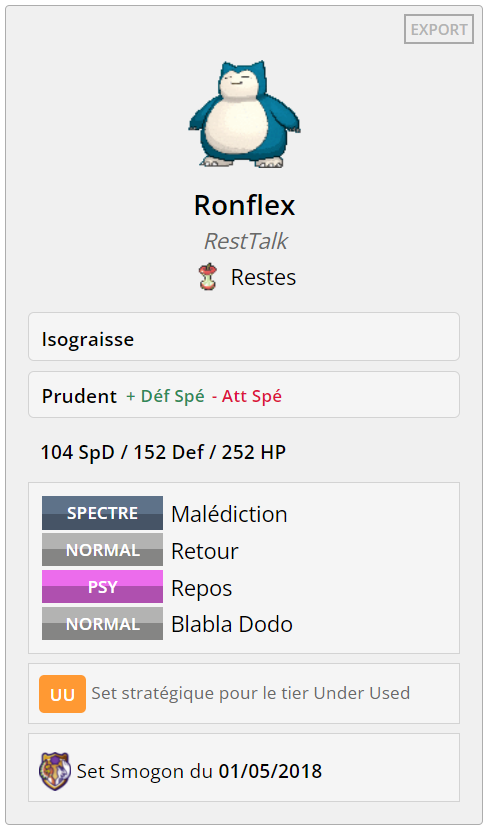 EXPORT
Ronflex
RestTalk
Restes
Isograisse
Prudent + Déf Spé - Att Spé
104 SpD / 152 Def / 252 HP
SPECTRE Malédiction
NORMAL Retour
PSY Repos
NORMAL Blabla Dodo
UU Set stratégique pour le tier Under Used
Set Smogon du 01/05/2018